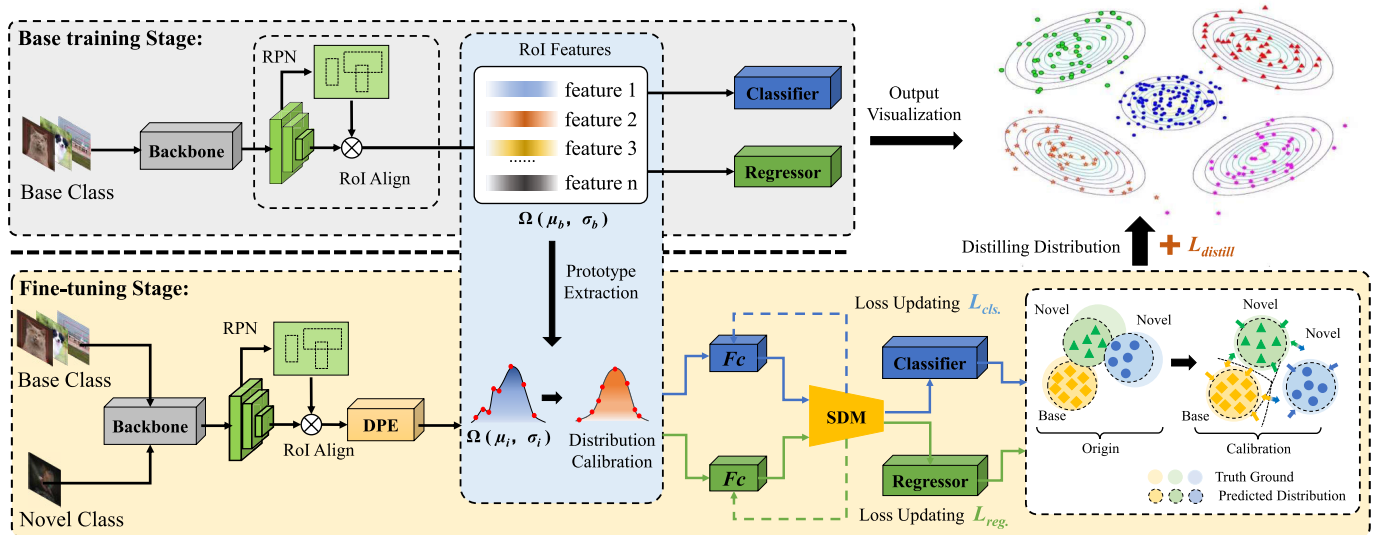 Base training Stage:
RPN
RoI Align
Base Class
Backbone
RoI Features
feature 1
feature 2
feature 3
......
feature n
Ω ( μb, σb )
Classifier
Regressor
Output
Visualization
Distilling Distribution
+ Ldistill
Prototype
Extraction
Fine-tuning Stage:
Base Class
Novel Class
Backbone
RPN
RoI Align
DPE
Ω ( μi, σi )
Distribution
Calibration
Fc
Fc
SDM
Loss Updating Lcls.
Classifier
Regressor
Loss Updating Lreg.
Novel
Novel
Base
Origin
Novel
Novel
Base
Calibration
Truth Ground
Predicted Distribution